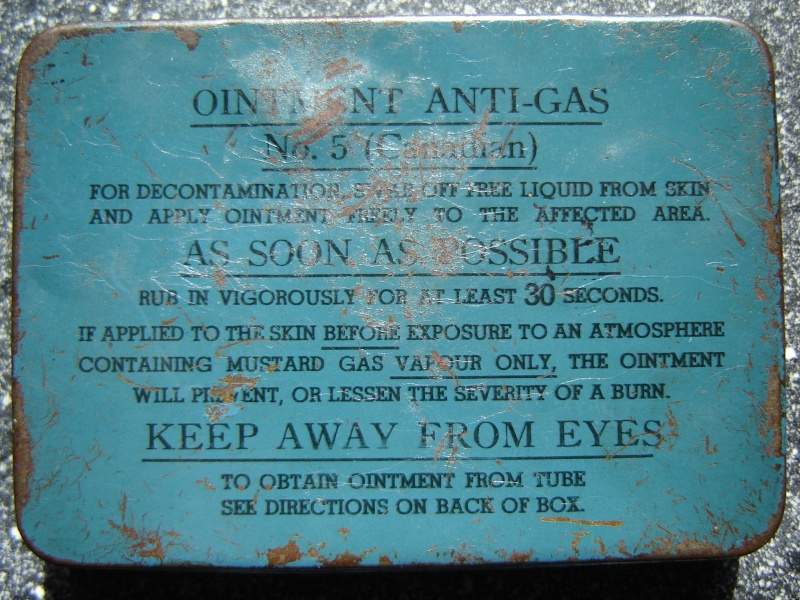 OINTMENT ANTI-GAS
No. 5 (Canadian)
FOR DECONTAMINATION, SWAB OFF FREE LIQUID FROM SKIN
AND APPLY OINTMENT FREELY TO THE AFFECTED AREA.
AS SOON AS POSSIBLE
RUB IN VIGOROUSLY FOR AT LEAST 30 SECONDS.
IF APPLIED TO THE SKIN BEFORE EXPOSURE TO AN ATMOSPHERE
CONTAINING MUSTARD GAS VAPOUR ONLY, THE OINTMENT
WILL PREVENT, OR LESSEN THE SEVERITY OF A BURN.
KEEP AWAY FROM EYES
TO OBTAIN OINTMENT FROM TUBE
SEE DIRECTIONS ON BACK OF BOX.